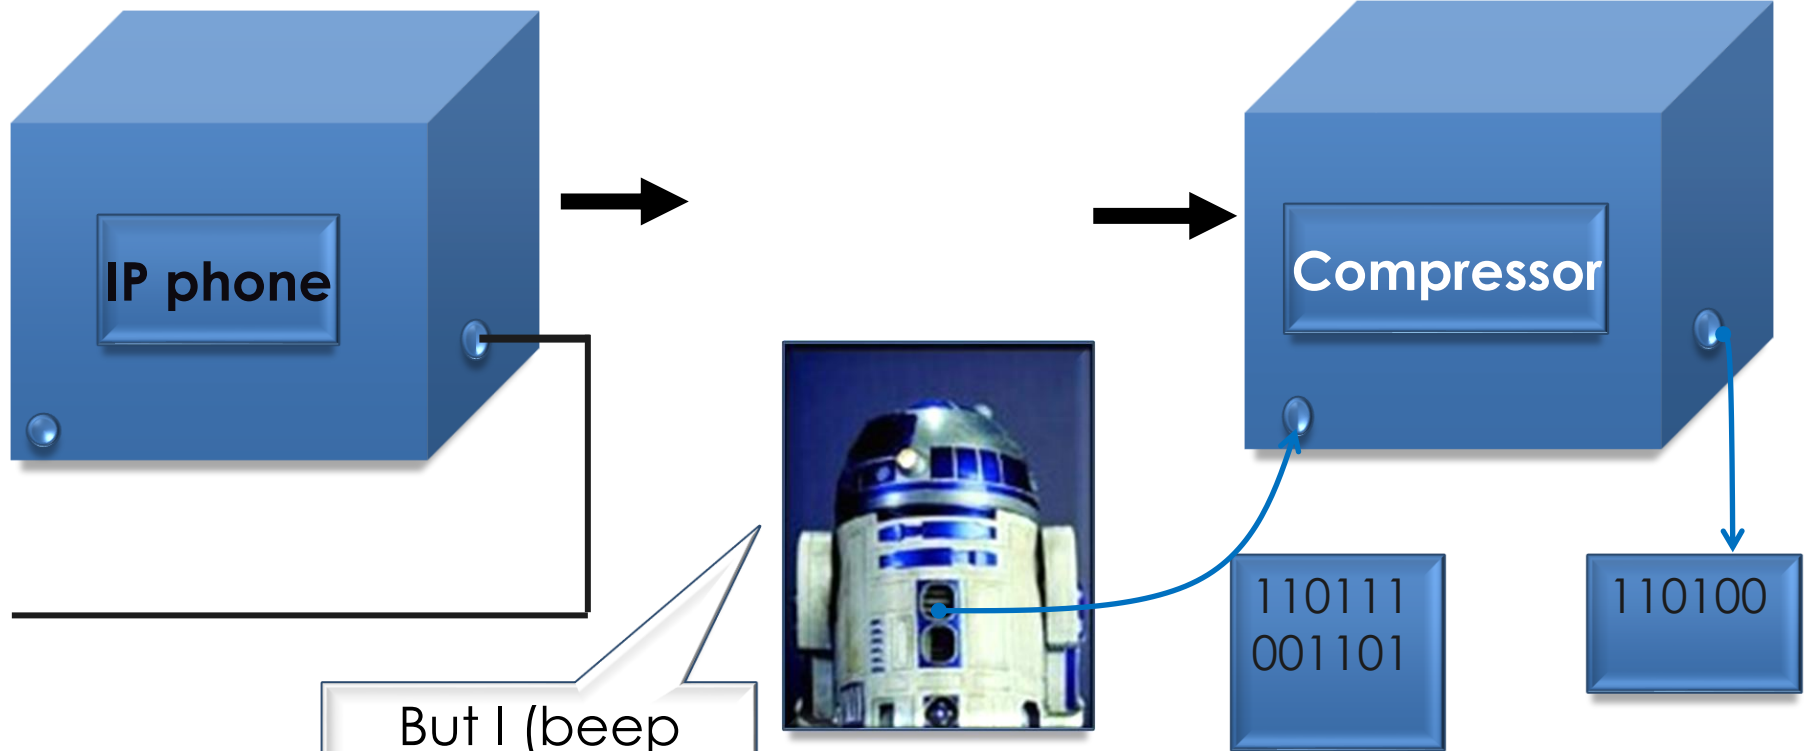 IP phone
Compressor
110111
001101
110100
But I (beep